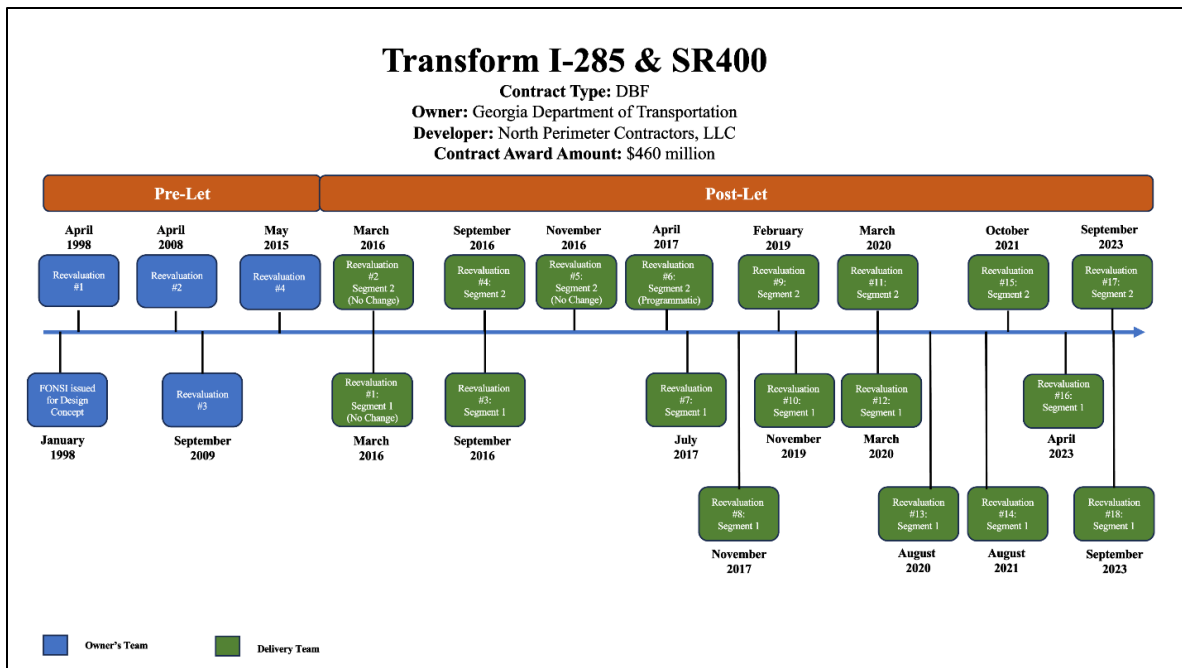 Transform I-285 & SR400
Contract Type: DBF
Owner: Georgia Department of Transportation
Developer: North Perimeter Contractors, LLC
Contract Award Amount: $460 million
Pre-Let
Post-Let
April
1998
April
2008
May
2015
March
2016
September
2016
November
2016
April
2017
February
2019
March
2020
October
2021
September
2023
Reevaluation
#1
Reevaluation
#2
Reevaluation
#4
Reevaluation
#2
Segment 2
(No Change)
Reevaluation
#4:
Segment 2
Reevaluation
#5:
Segment 2
(No Change)
Reevaluation
#6:
Segment 2
(Programmatic)
Reevaluation
#9:
Segment 2
Reevaluation
#11:
Segment 2
Reevaluation
#15:
Segment 2
Reevaluation
#17:
Segment 2
FONSI issued
for Design
Concept
Reevaluation
#3
Reevaluation
#1:
Segment 1
(No Change)
Reevaluation
#3:
Segment 1
Reevaluation
#7:
Segment 1
Reevaluation
#10:
Segment 1
Reevaluation
#12:
Segment 1
Reevaluation
#16:
Segment 1
January
1998
September
2009
March
2016
September
2016
July
2017
November
2019
March
2020
April
2023
Reevaluation
#8:
Segment 1
Reevaluation
#13:
Segment 1
Reevaluation
#14:
Segment 1
Reevaluation
#18:
Segment 1
November
2017
August
2020
August
2021
September
2023
Owner's Team
Delivery Team